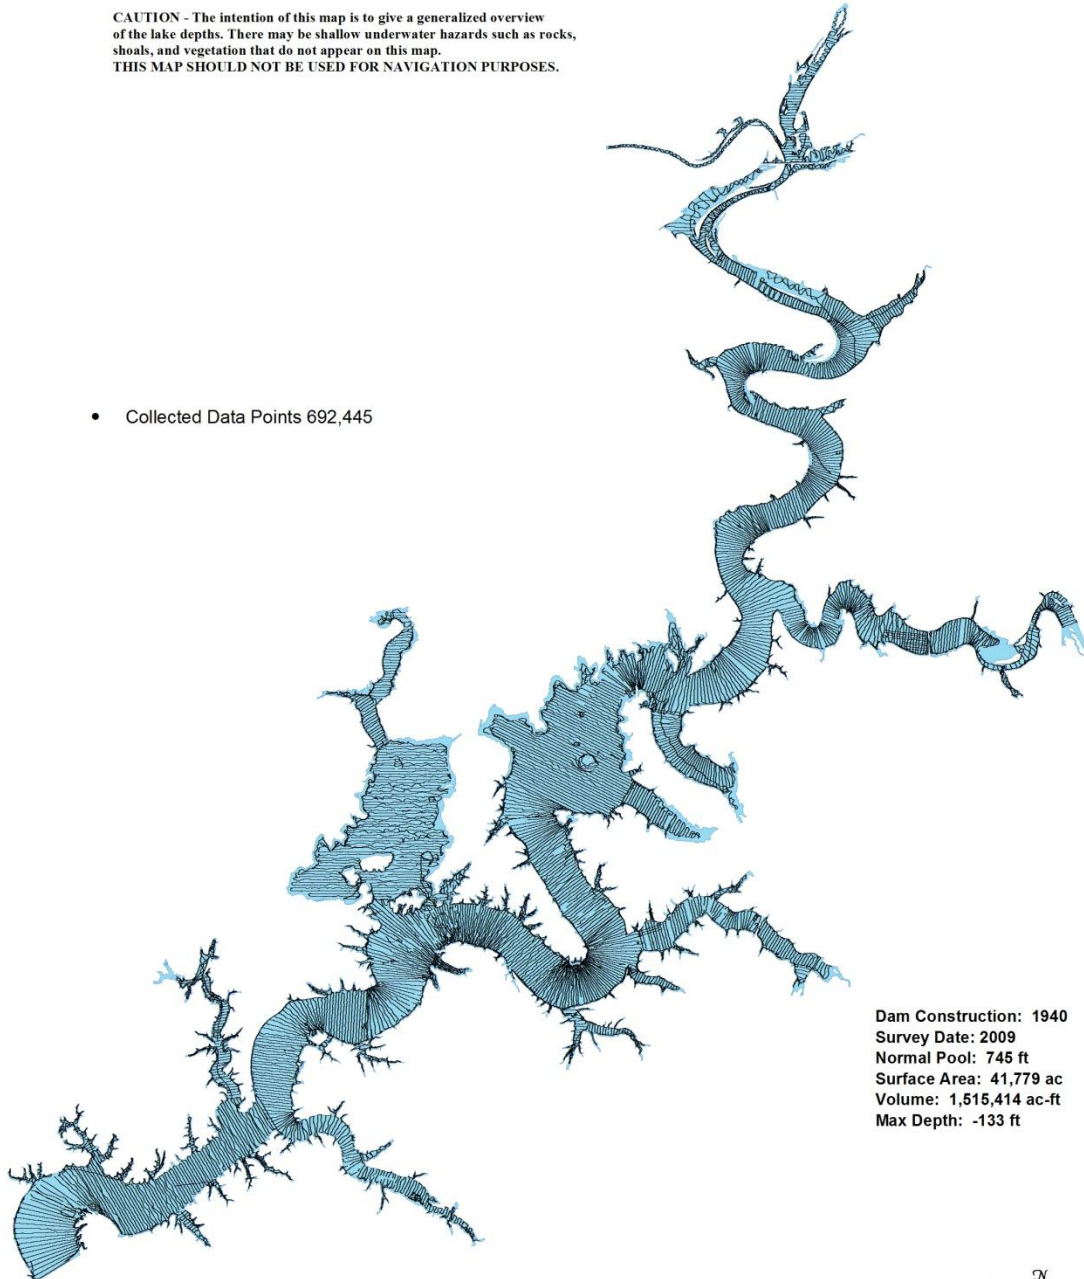 CAUTION - The intention of this map is to give a generalized overview
of the lake depths. There may be shallow underwater hazards such as rocks,
shoals, and vegetation that do not appear on this map.
THIS MAP SHOULD NOT BE USED FOR NAVIGATION PURPOSES.
• Collected Data Points 692,445
Dam Construction: 1940
Survey Date: 2009
Normal Pool: 745 ft
Surface Area: 41,779 ac
Volume: 1,515,414 ac-ft
Max Depth: -133 ft
N